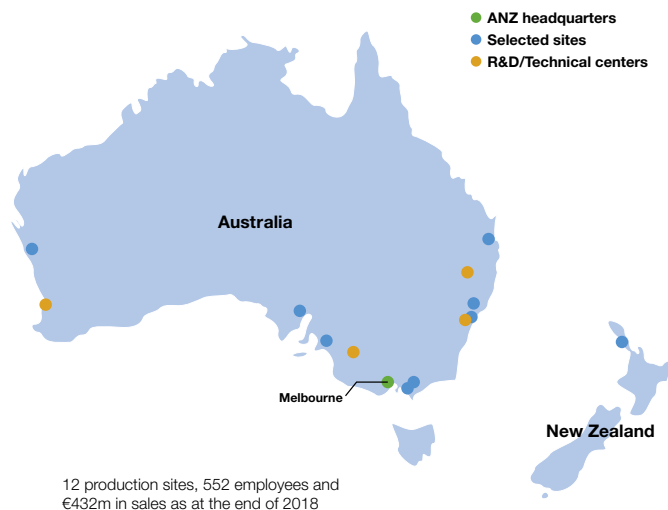 ANZ headquarters
Selected sites
R&D/Technical centers
Australia
Melbourne
New Zealand
12 production sites, 552 employees and
€432m in sales as at the end of 2018